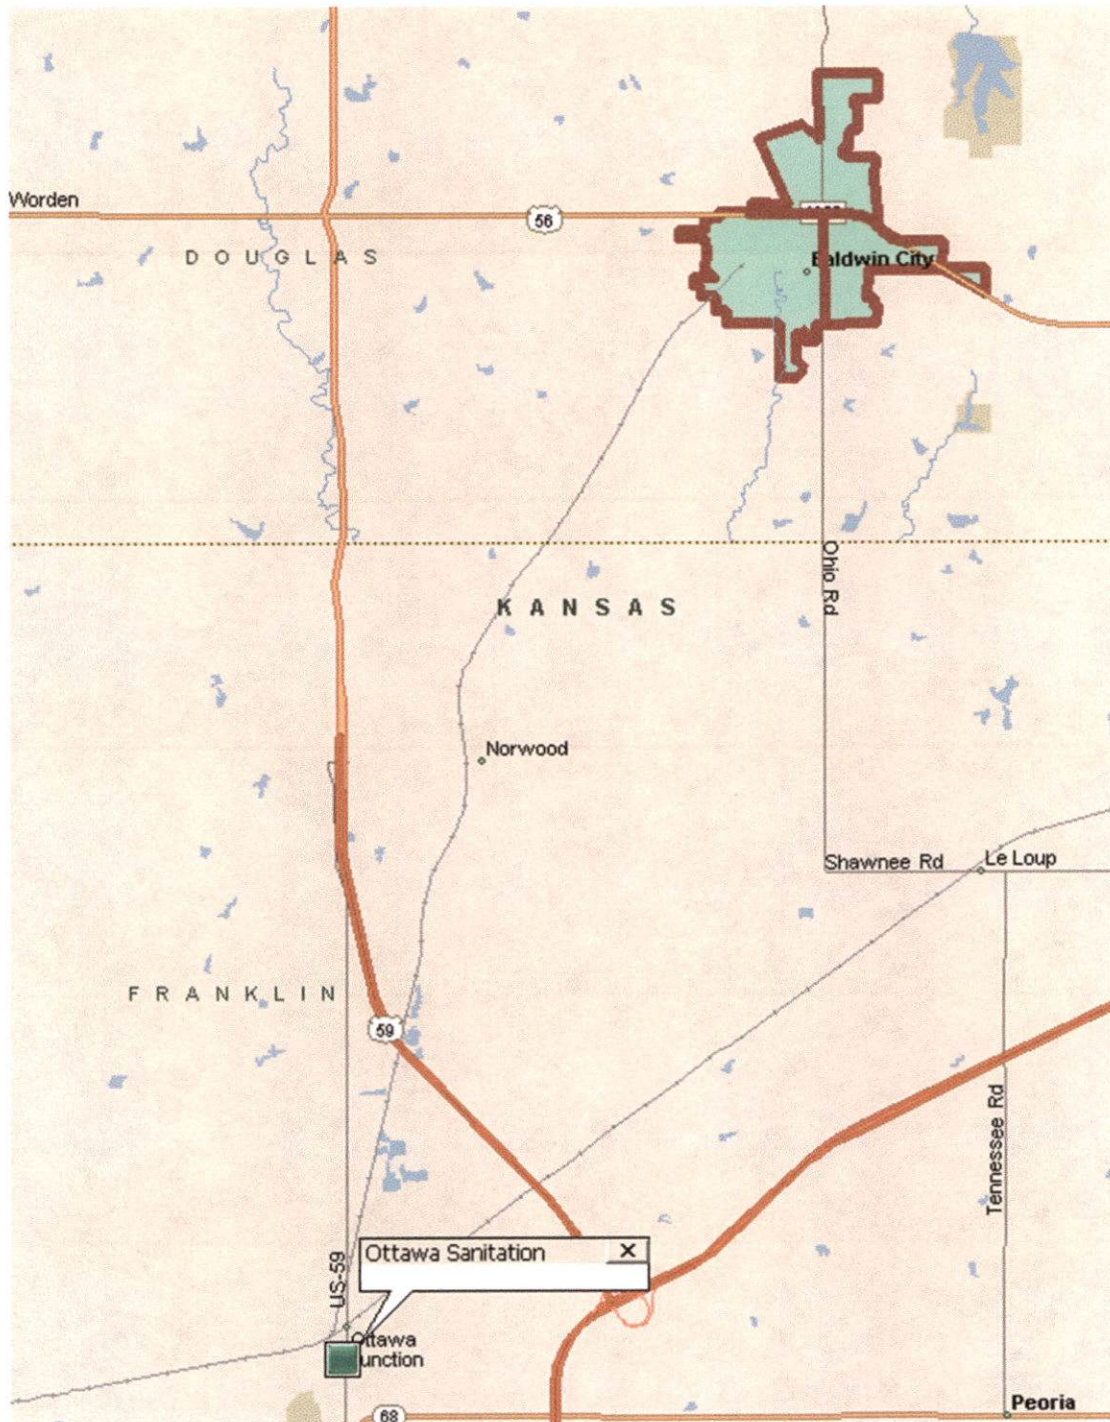 Worden
56
DOUGLAS
Baldwin City
Ohio Rd
KANSAS
Norwood
Shawnee Rd
Le Loup
FRANKLIN
59
Tennessee Rd
US-59
Ottawa Sanitation
X
Ottawa
Junction
Peoria
68